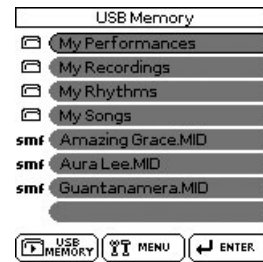 USB Memory
My Performances
My Recordings
My Rhythms
My Songs
smf Amazing Grace.MID
smf Aura Lee.MID
smf Guantanamera.MID
USB MEMORY MENU ENTER